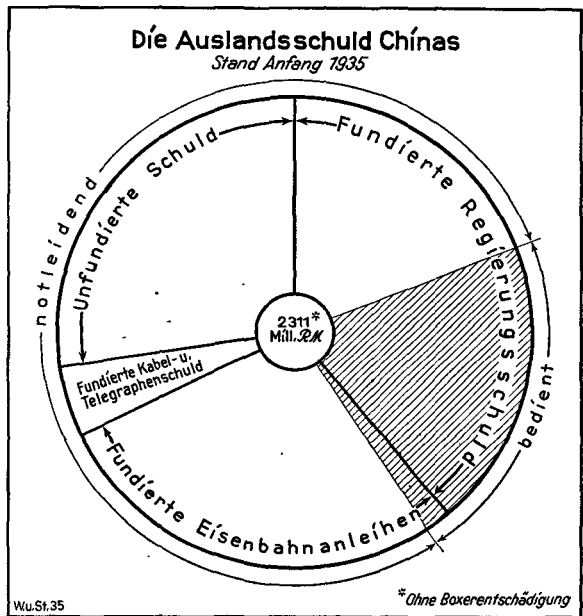 Die Auslandsschuld Chinas
Stand Anfang 1935
Fundierte Regierungsschuld
bedient
Fundierte Eisenbahnanleihen
Fundierte Kabel- u.
Telegraphenschuld
Unfundierte Schuld
notleidend
2311*
Mill. RM
*Ohne Boxerentschädigung
W.u.St.35